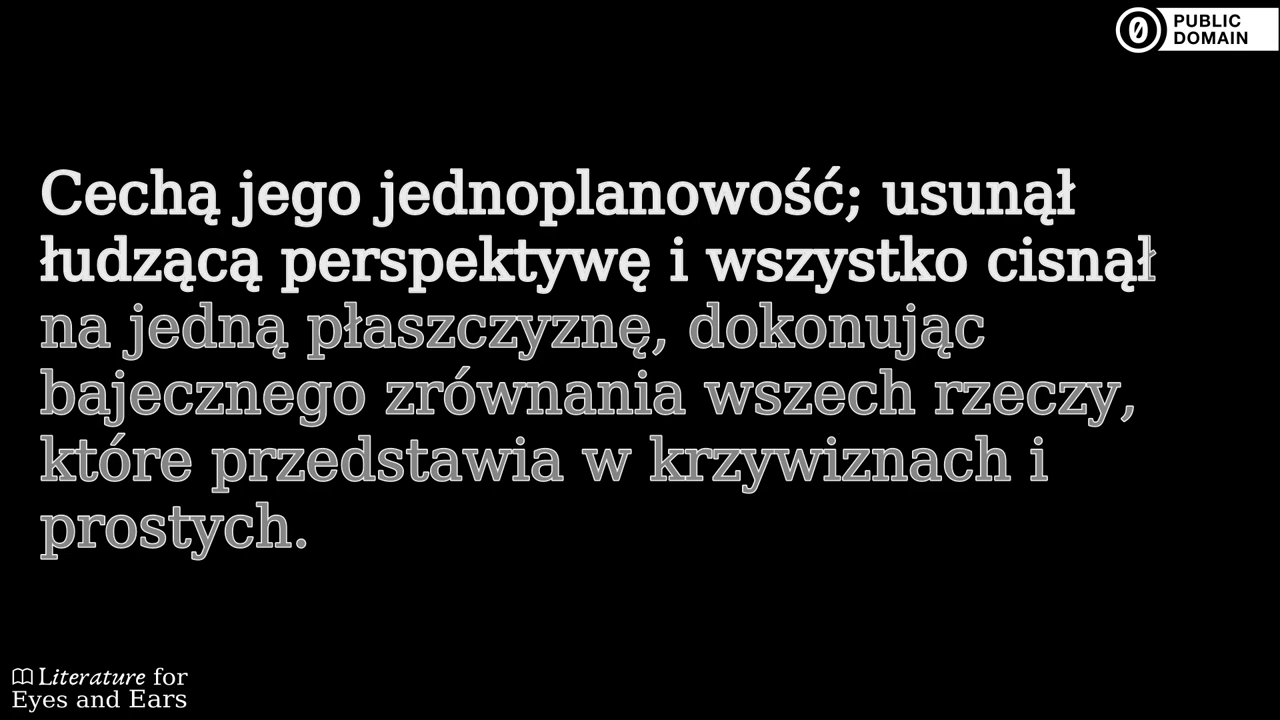 PUBLIC
DOMAIN
Cechą jego jednoplanowość; usunął
łudzącą perspektywę i wszystko cisnął
na jedną płaszczyznę, dokonując
bajecznego zrównania wszech rzeczy,
które przedstawia w krzywiznach i
prostych.
Literature for
Eyes and Ears